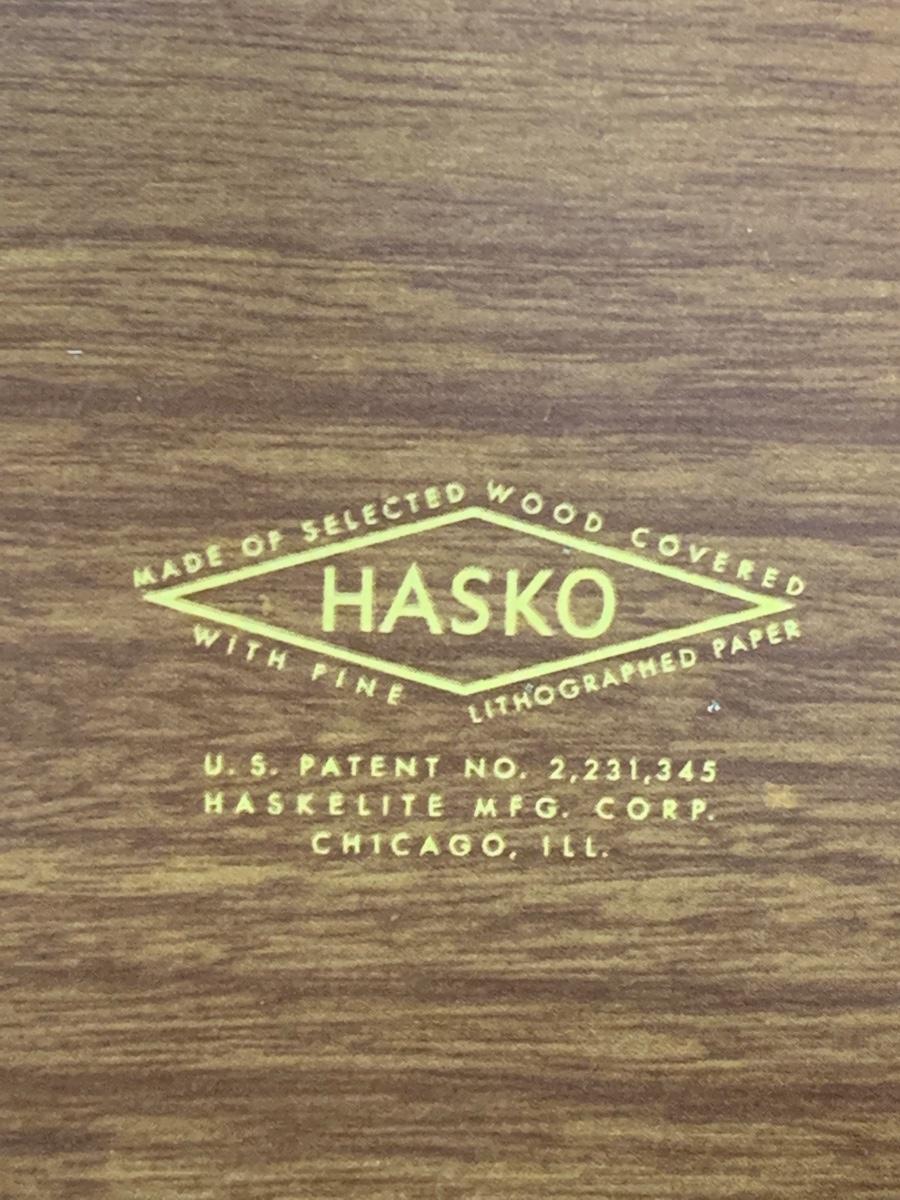 MADE OF SELECTED WOOD COVERED
HASKO
WITH PINE LITHOGRAPHED PAPER
U.S. PATENT NO. 2,231,345
HASKELITE MFG. CORP.
CHICAGO, ILL.